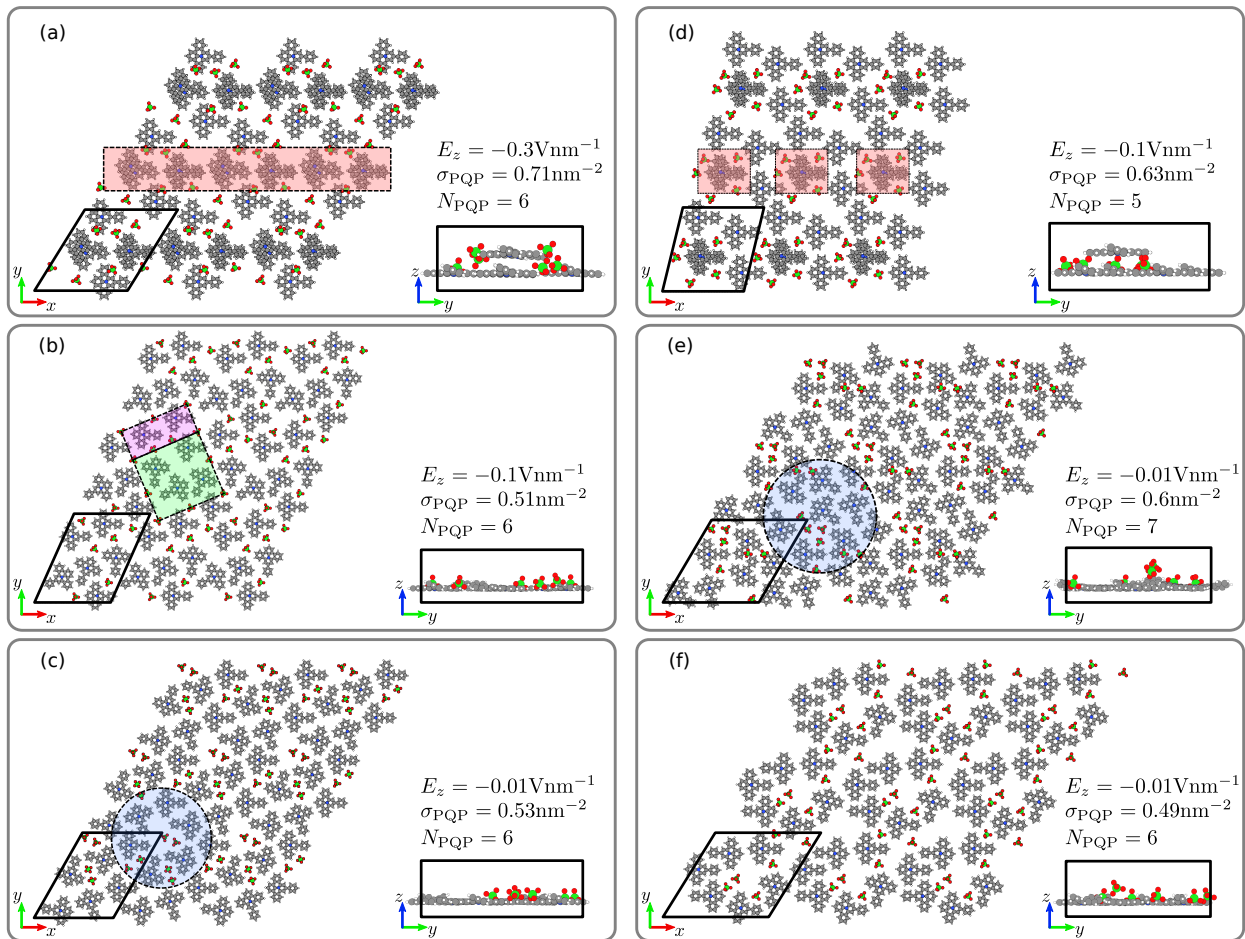 (a)
E_z = −0.3Vnm⁻¹
σ_PQP = 0.71nm⁻²
N_PQP = 6
y
x
z
y
(d)
E_z = −0.1Vnm⁻¹
σ_PQP = 0.63nm⁻²
N_PQP = 5
y
x
z
y
(b)
E_z = −0.1Vnm⁻¹
σ_PQP = 0.51nm⁻²
N_PQP = 6
y
x
z
y
(e)
E_z = −0.01Vnm⁻¹
σ_PQP = 0.6nm⁻²
N_PQP = 7
y
x
z
y
(c)
E_z = −0.01Vnm⁻¹
σ_PQP = 0.53nm⁻²
N_PQP = 6
y
x
z
y
(f)
E_z = −0.01Vnm⁻¹
σ_PQP = 0.49nm⁻²
N_PQP = 6
y
x
z
y